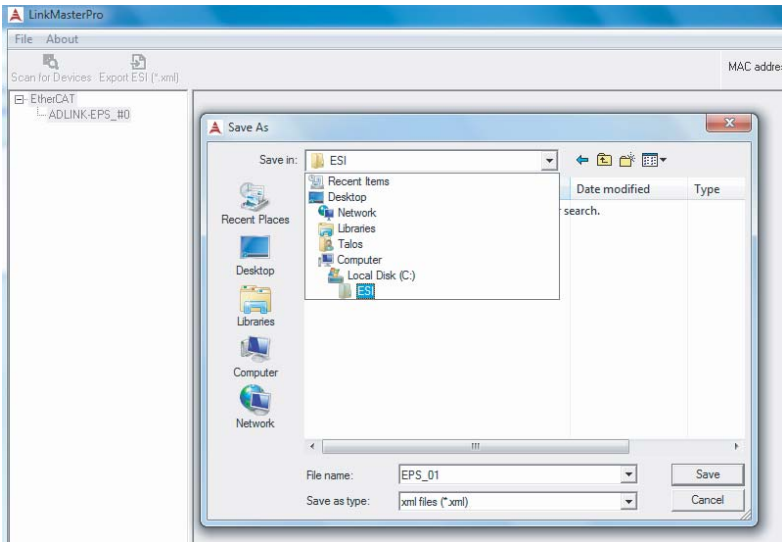 LinkMasterPro
File About
Scan for Devices Export ESI (*.xml)
MAC addre
EtherCAT
ADLINK-EPS_#0
Save As
Save in: ESI
Recent Items
Desktop
Network
Libraries
Talos
Computer
Local Disk (C:)
ESI
Date modified Type
search.
Recent Places
Desktop
Libraries
Computer
Network
File name: EPS_01 Save
Save as type: xml files (*.xml) Cancel